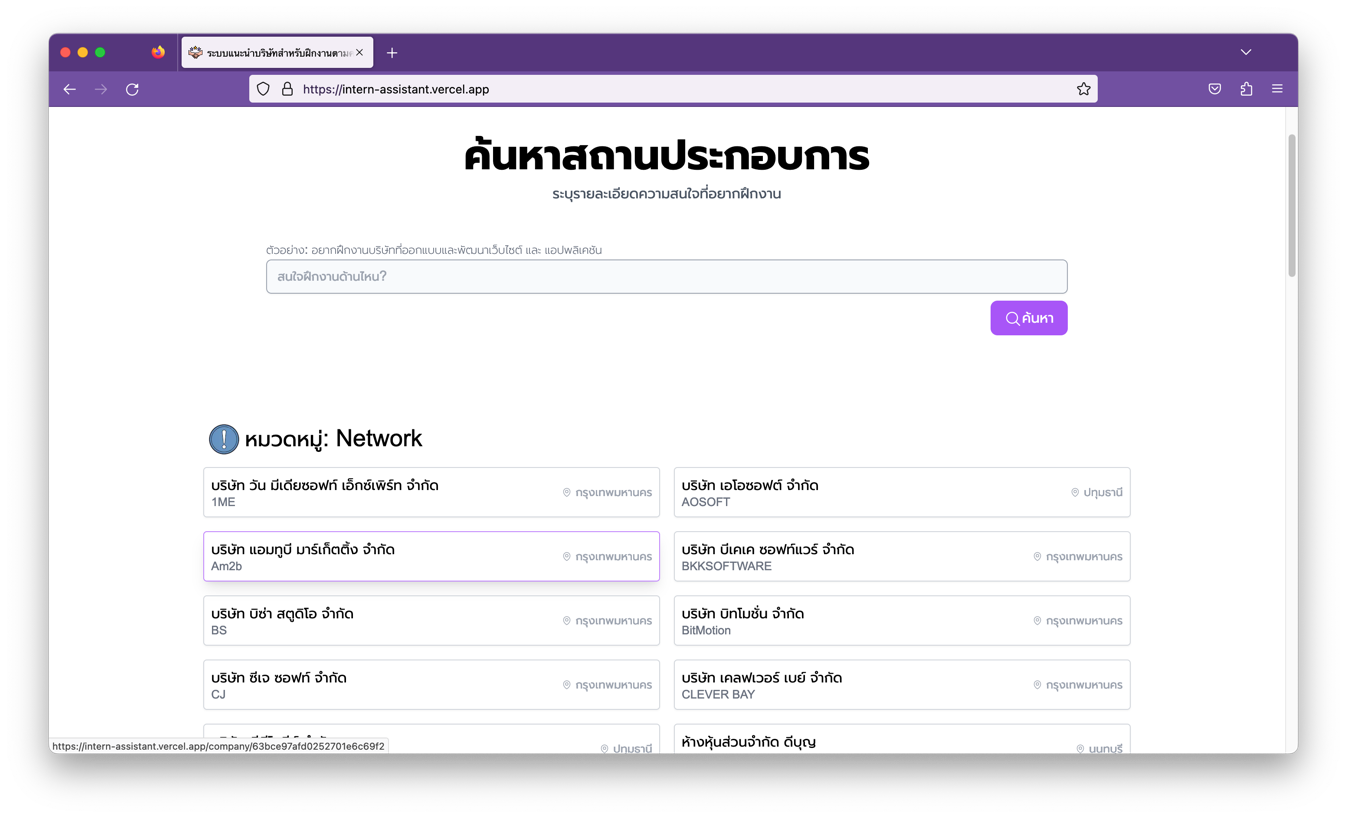 ระบบแนะนำบริษัทสำหรับฝึกงานตาม
https://intern-assistant.vercel.app
ค้นหาสถานประกอบการ
ระบุรายละเอียดความสนใจที่อยากฝึกงาน
ตัวอย่าง: อยากฝึกงานบริษัทที่ออกแบบและพัฒนาเว็บไซต์ และ แอปพลิเคชัน
สนใจฝึกงานด้านไหน?
ค้นหา
หมวดหมู่: Network
บริษัท วัน มีเดียซอฟท์ เอ็กซ์เพิร์ท จำกัด
1ME
กรุงเทพมหานคร
บริษัท เอโอซอฟต์ จำกัด
AOSOFT
ปทุมธานี
บริษัท แอมทูบี มาร์เก็ตติ้ง จำกัด
Am2b
กรุงเทพมหานคร
บริษัท บีเคเค ซอฟท์แวร์ จำกัด
BKKSOFTWARE
กรุงเทพมหานคร
บริษัท บิซ่า สตูดิโอ จำกัด
BS
กรุงเทพมหานคร
บริษัท บิทโมชั่น จำกัด
BitMotion
กรุงเทพมหานคร
บริษัท ซีเจ ซอฟท์ จำกัด
CJ
กรุงเทพมหานคร
บริษัท เคลฟเวอร์ เบย์ จำกัด
CLEVER BAY
กรุงเทพมหานคร
ปทุมธานี
ห้างหุ้นส่วนจำกัด ดีบุญ
นนทบุรี
https://intern-assistant.vercel.app/company/63bce97afd0252701e6c69f2